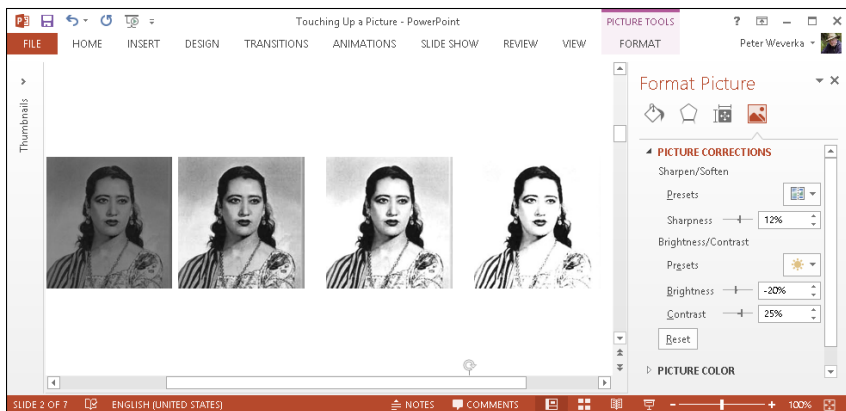 Touching Up a Picture - PowerPoint
PICTURE TOOLS
?
FILE HOME INSERT DESIGN TRANSITIONS ANIMATIONS SLIDE SHOW REVIEW VIEW FORMAT Peter Weverka
Thumbnails
Format Picture
PICTURE CORRECTIONS
Sharpen/Soften
Presets
Sharpness 12%
Brightness/Contrast
Presets
Brightness -20%
Contrast 25%
Reset
PICTURE COLOR
SLIDE 2 OF 7 ENGLISH (UNITED STATES) NOTES COMMENTS 100%